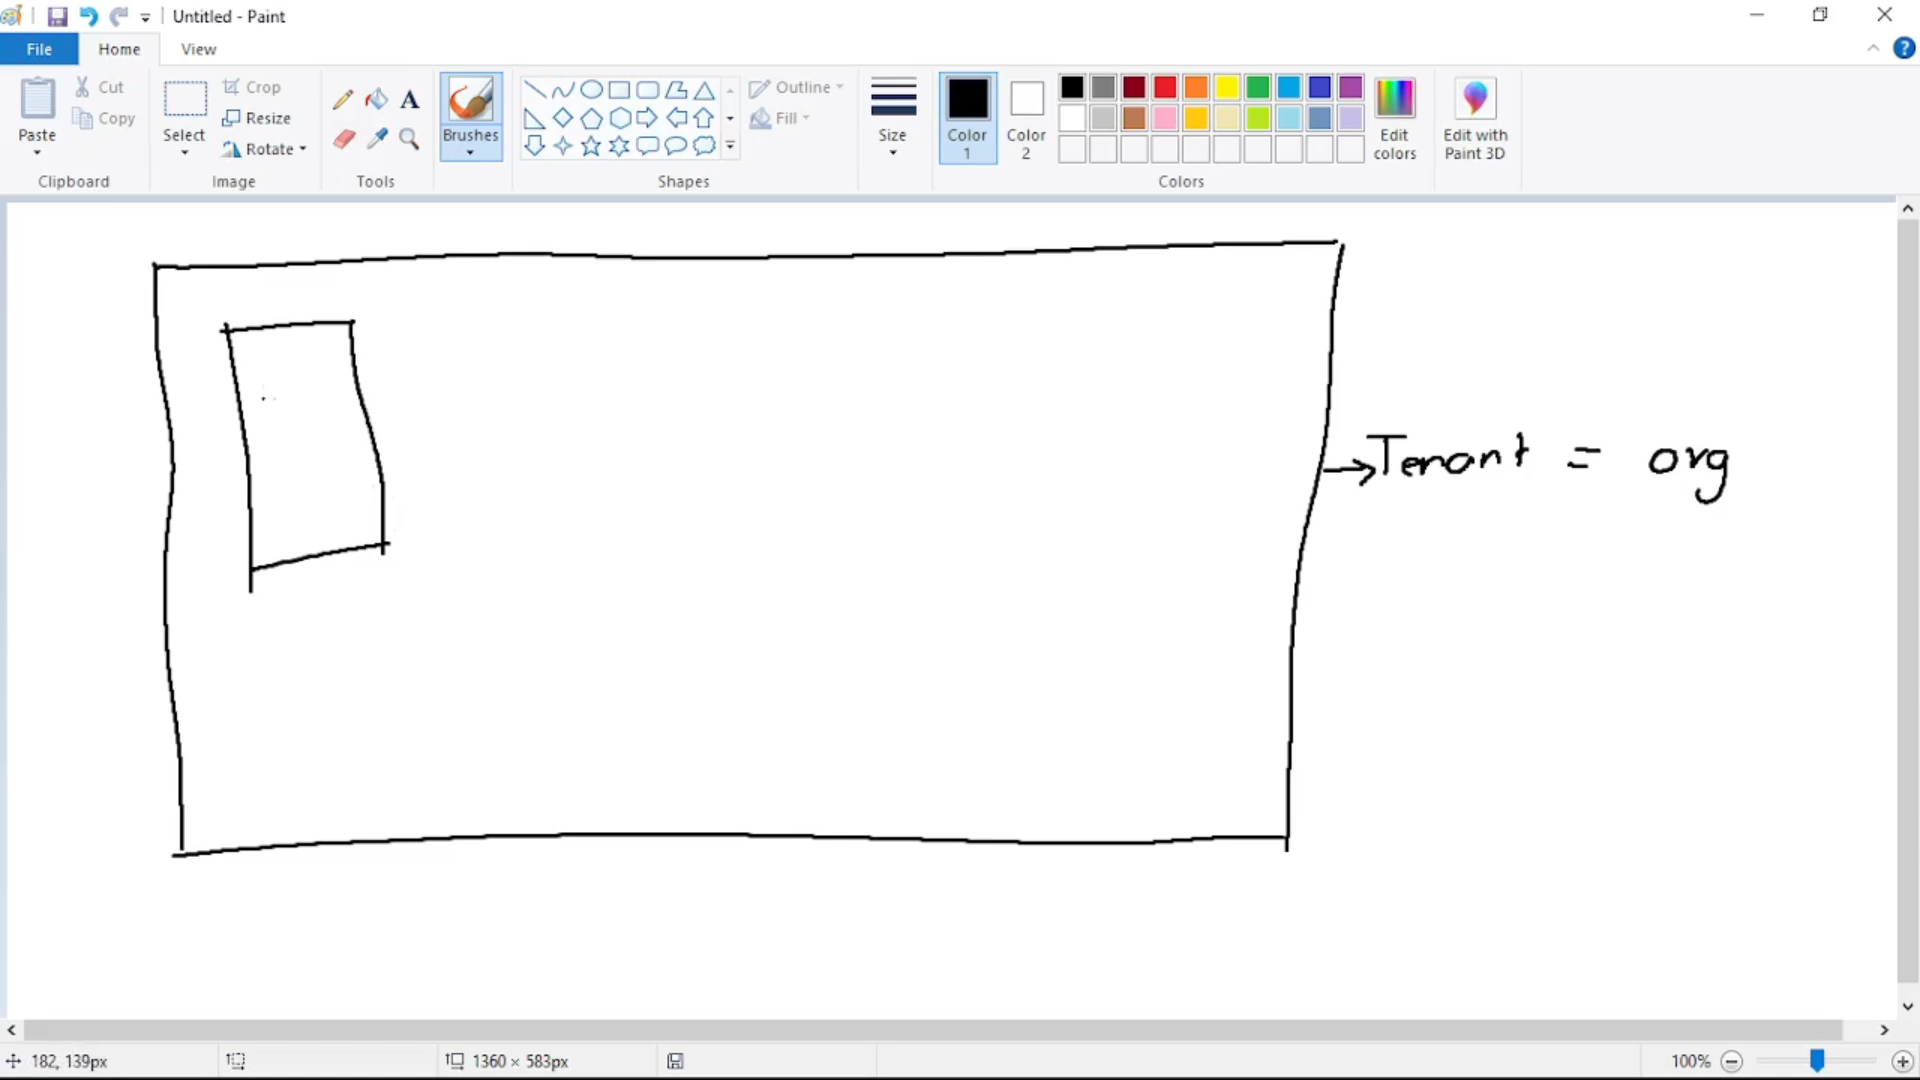 Untitled - Paint
File Home View
Paste
Cut
Copy
Clipboard
Select
Crop
Resize
Rotate
Image
Tools
Brushes
Shapes
Outline
Fill
Size
Color 1
Color 2
Edit colors
Edit with Paint 3D
Colors
→Tenant = org
182, 139px
1360 × 583px
100%